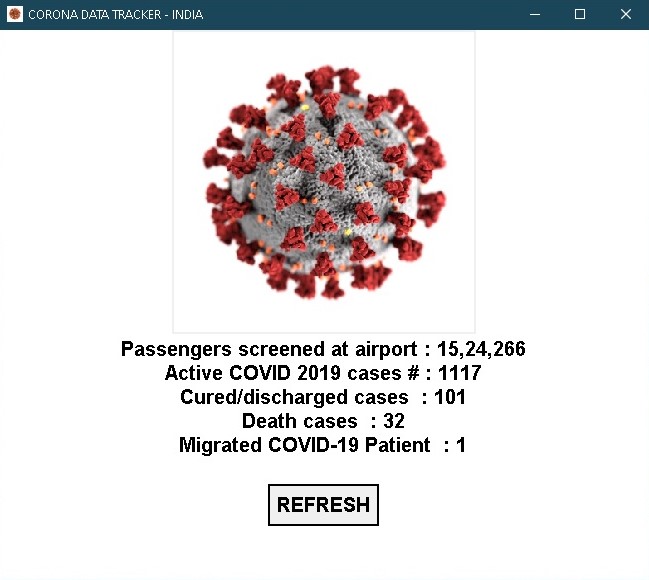 CORONA DATA TRACKER - INDIA
Passengers screened at airport : 15,24,266
Active COVID 2019 cases # : 1117
Cured/discharged cases  : 101
Death cases  : 32
Migrated COVID-19 Patient  : 1
REFRESH